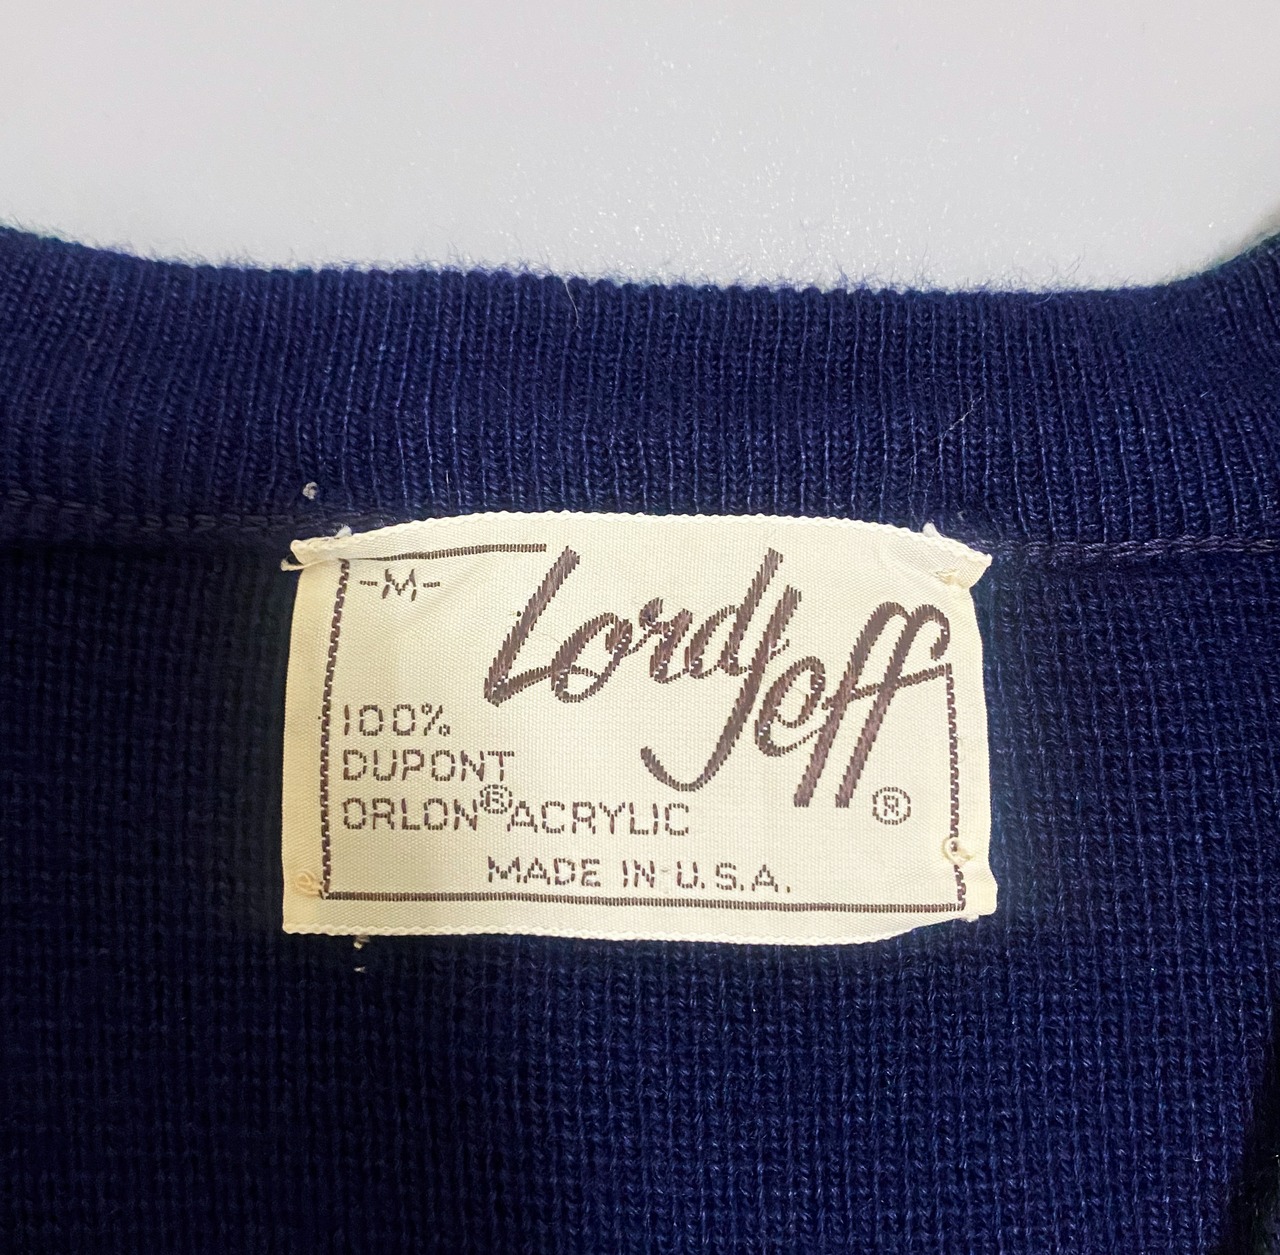 -M-
Lord Jeff ®
100%
DUPONT
ORLON® ACRYLIC
MADE IN U.S.A.